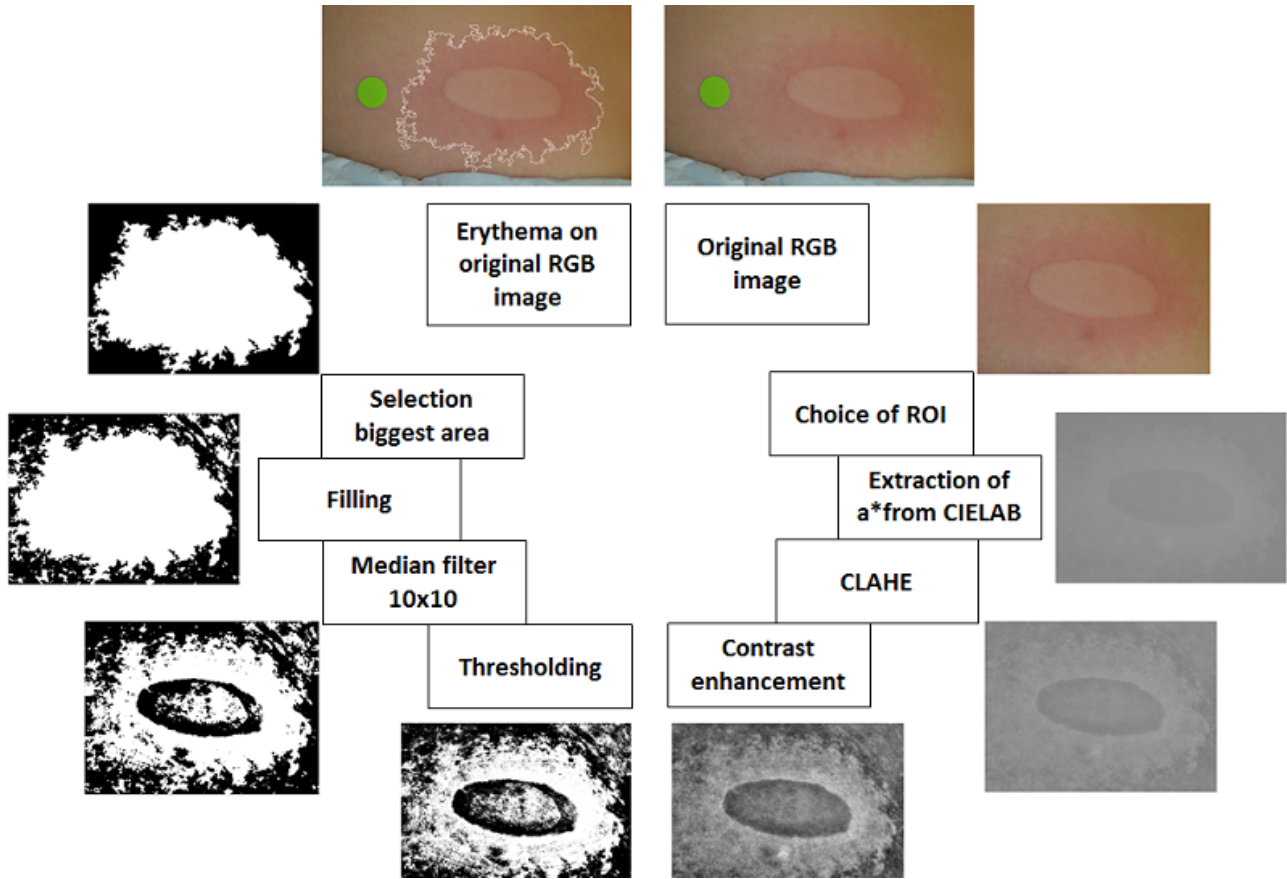 Erythema on
original RGB
image
Original RGB
image
Selection
biggest area
Choice of ROI
Filling
Extraction of
a*from CIELAB
Median filter
10x10
CLAHE
Thresholding
Contrast
enhancement